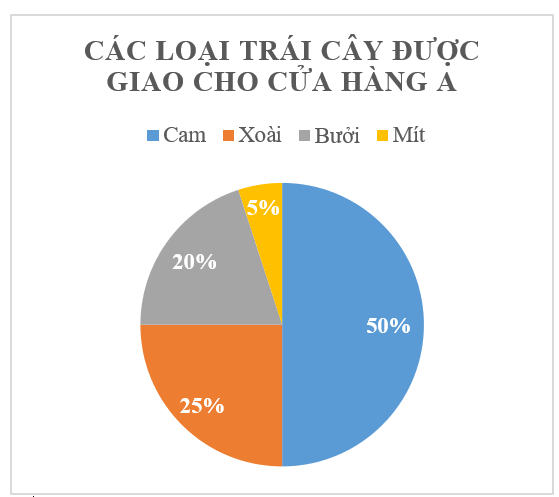 CÁC LOẠI TRÁI CÂY ĐƯỢC
GIAO CHO CỬA HÀNG A
Cam Xoài Bưởi Mít
5%
20%
50%
25%